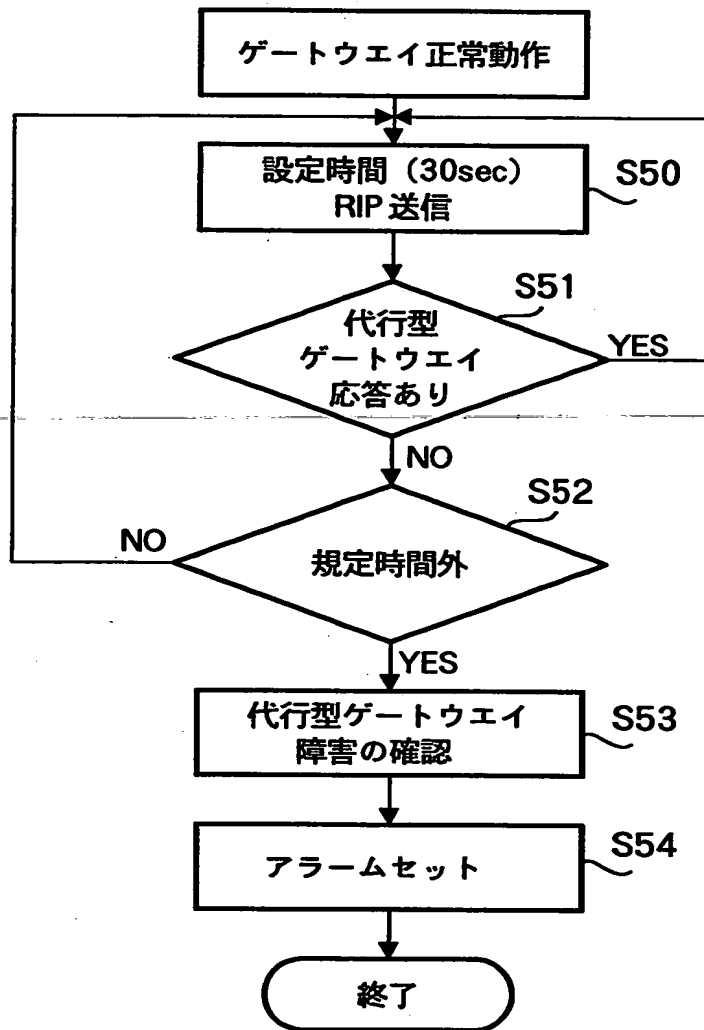 ゲートウエイ正常動作
設定時間（30sec）
RIP送信
S50
S51
代行型
ゲートウエイ
応答あり
YES
NO
S52
規定時間外
NO
YES
代行型ゲートウエイ
障害の確認
S53
アラームセット
S54
終了